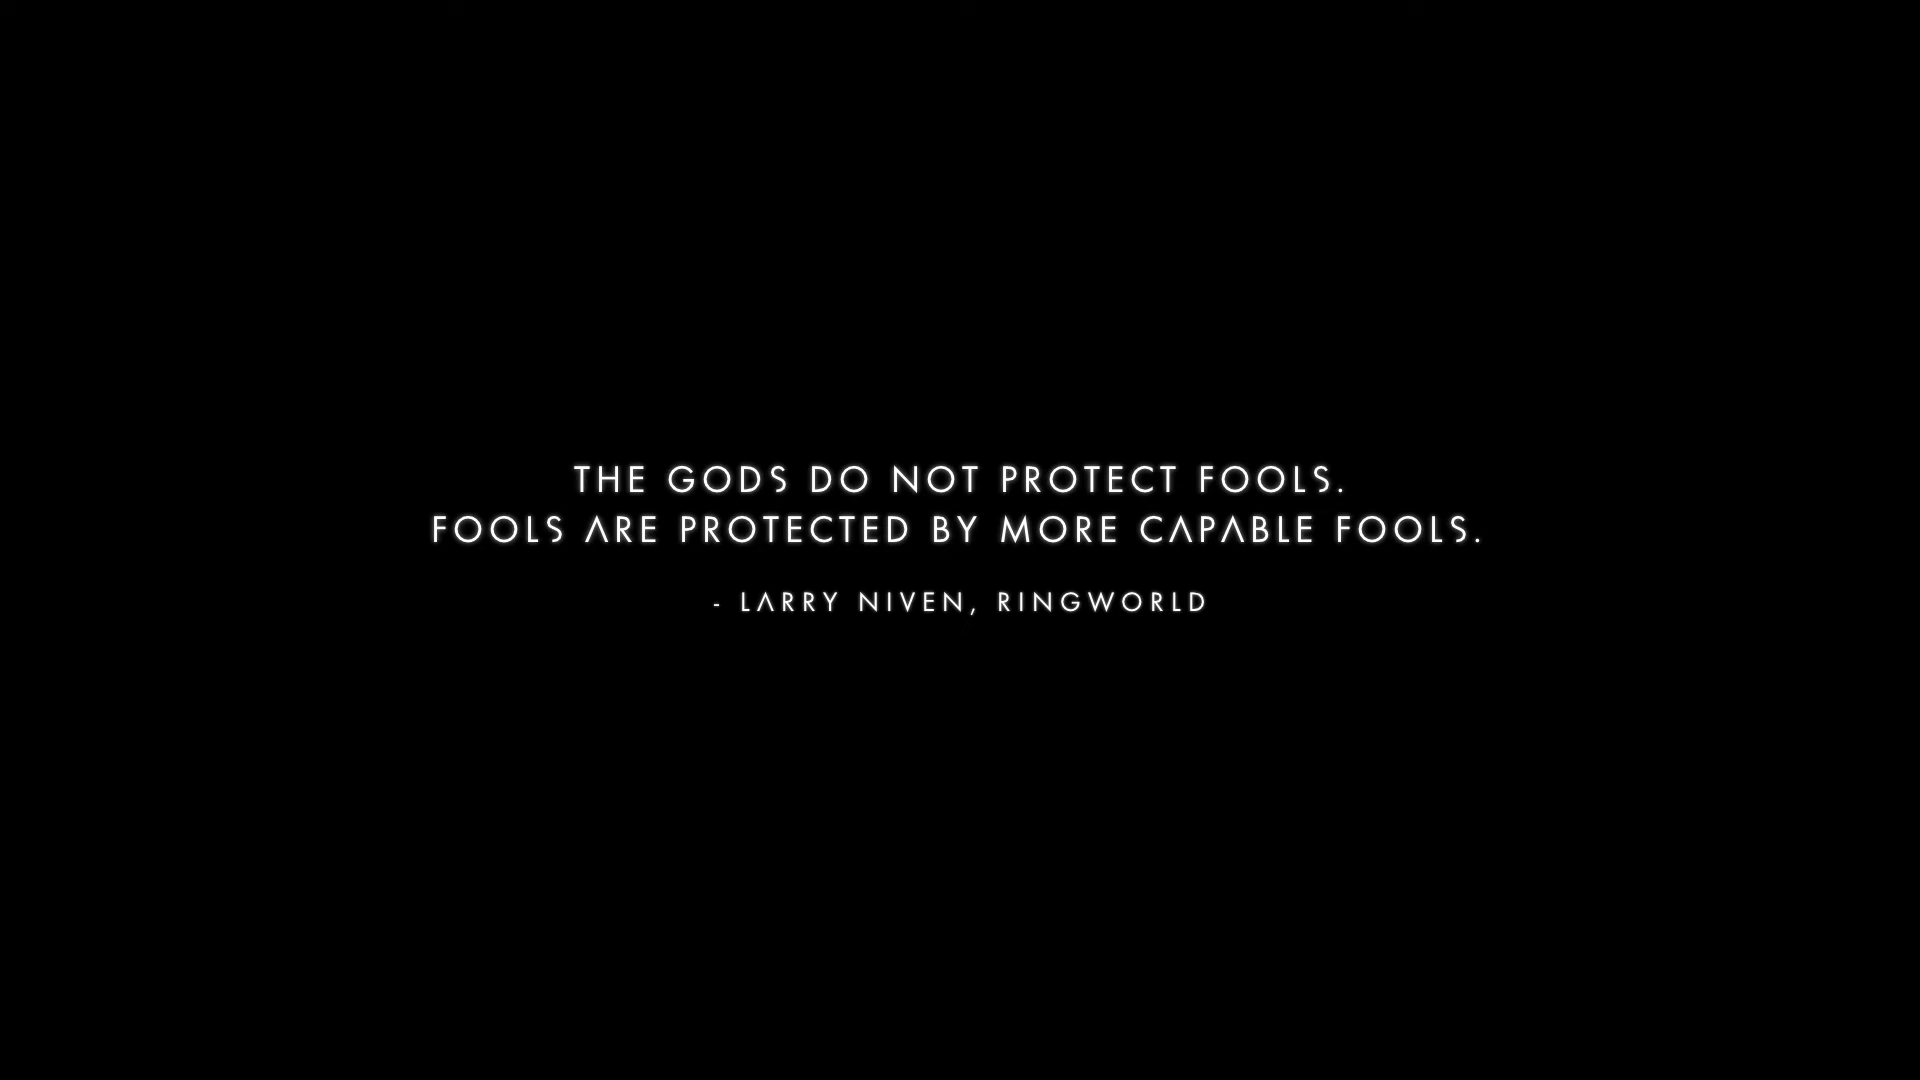 THE GODS DO NOT PROTECT FOOLS.
FOOLS ARE PROTECTED BY MORE CAPABLE FOOLS.
- LARRY NIVEN, RINGWORLD